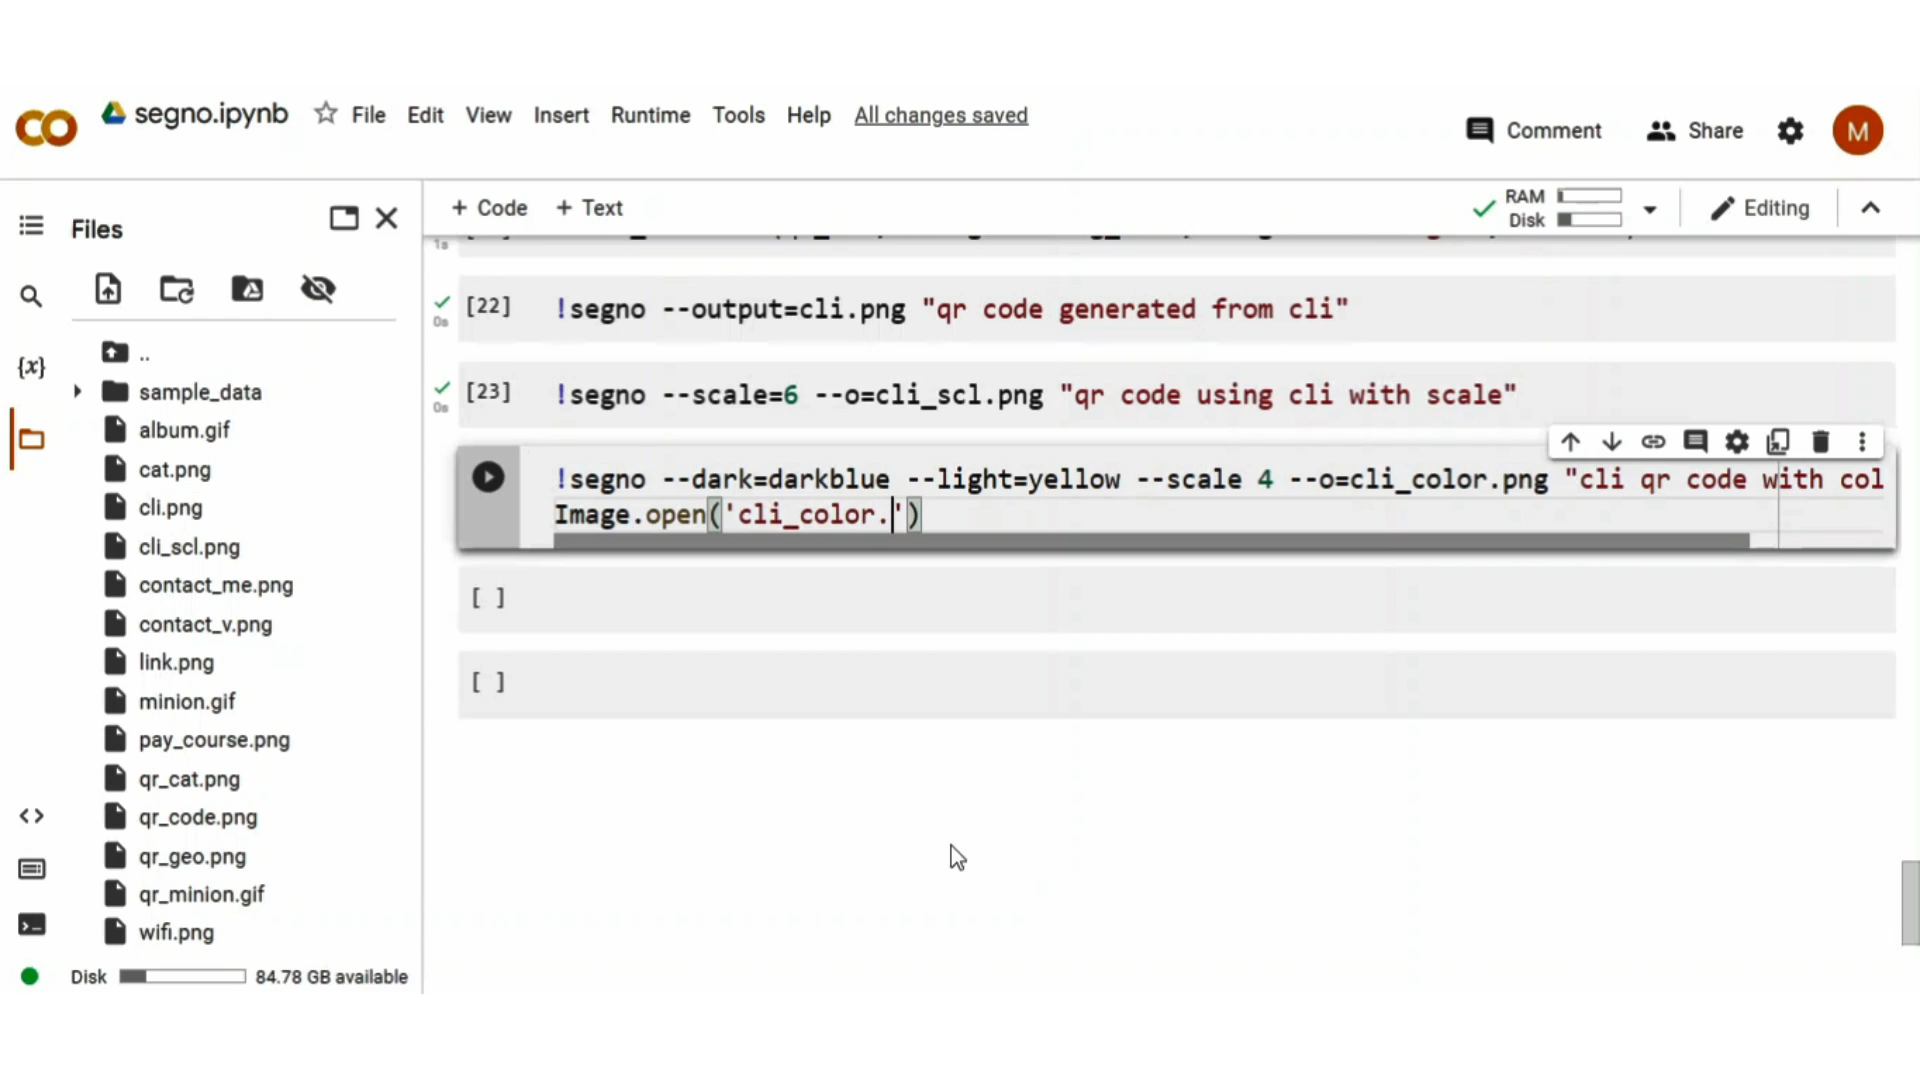 segno.ipynb File Edit View Insert Runtime Tools Help All changes saved
Comment Share M
Files
+ Code + Text
RAM
Disk
Editing
1s
..
sample_data
album.gif
cat.png
cli.png
cli_scl.png
contact_me.png
contact_v.png
link.png
minion.gif
pay_course.png
qr_cat.png
qr_code.png
qr_geo.png
qr_minion.gif
wifi.png
Disk 84.78 GB available
{x}
[22] !segno --output=cli.png "qr code generated from cli"
0s
[23] !segno --scale=6 --o=cli_scl.png "qr code using cli with scale"
0s
!segno --dark=darkblue --light=yellow --scale 4 --o=cli_color.png "cli qr code with col
Image.open('cli_color.')
[ ]
[ ]